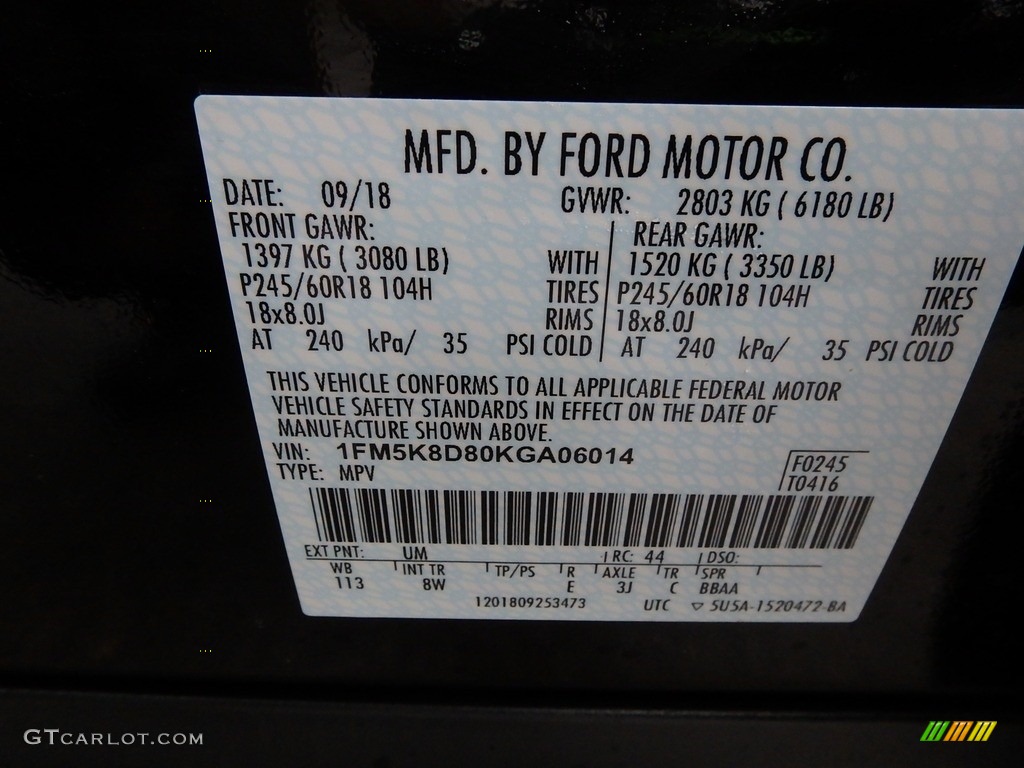 MFD. BY FORD MOTOR CO.
DATE: 09/18 GVWR: 2803 KG ( 6180 LB)
FRONT GAWR: REAR GAWR:
1397 KG ( 3080 LB) WITH 1520 KG ( 3350 LB) WITH
P245/60R18 104H TIRES P245/60R18 104H TIRES
18x8.0J RIMS 18x8.0J RIMS
AT 240 kPa/ 35 PSI COLD AT 240 kPa/ 35 PSI COLD
THIS VEHICLE CONFORMS TO ALL APPLICABLE FEDERAL MOTOR
VEHICLE SAFETY STANDARDS IN EFFECT ON THE DATE OF
MANUFACTURE SHOWN ABOVE.
VIN: 1FM5K8D80KGA06014
TYPE: MPV
F0245
T0416
EXT PNT: UM RC: 44 DSO:
WB INT TR TP/PS R AXLE TR SPR
113 8W E 3J C BBAA
1201809253473 UTC ▽ 5U5A-1520472-BA
GTCARLOT.COM